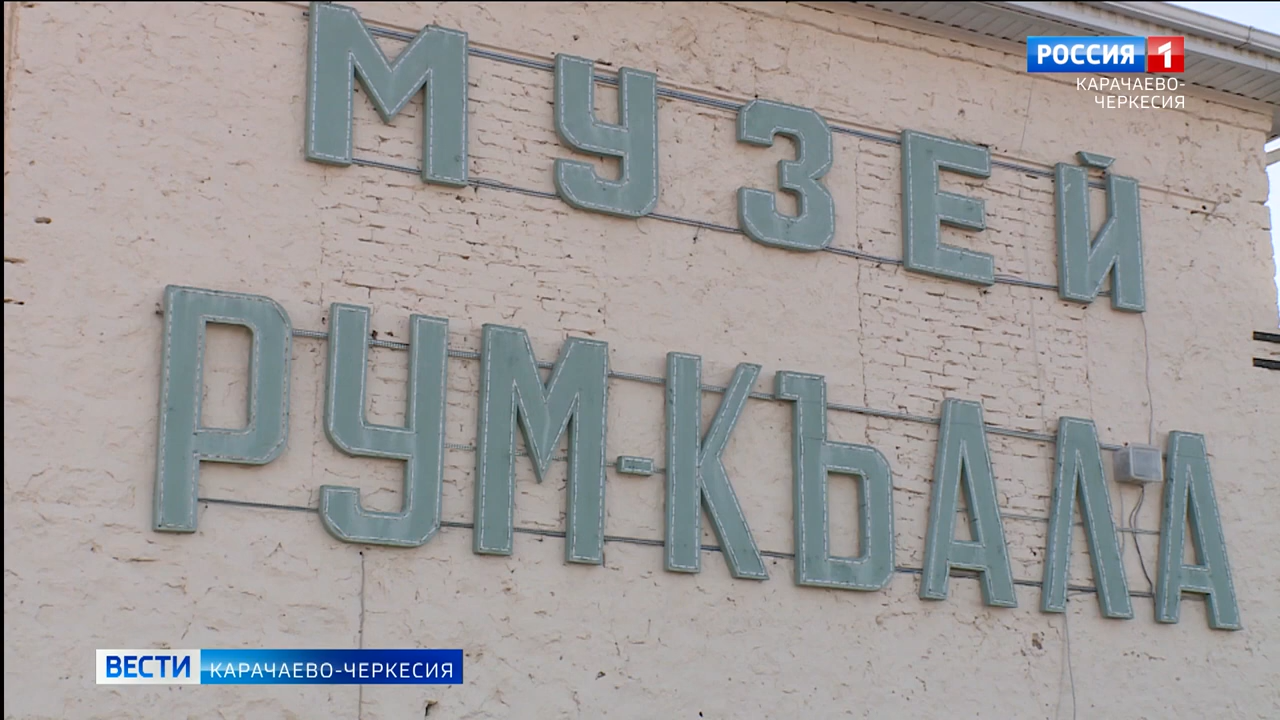 РОССИЯ 1
КАРАЧАЕВО-
ЧЕРКЕСИЯ
МУЗЕЙ
РУМ-КЪАЛА
ВЕСТИ КАРАЧАЕВО-ЧЕРКЕСИЯ